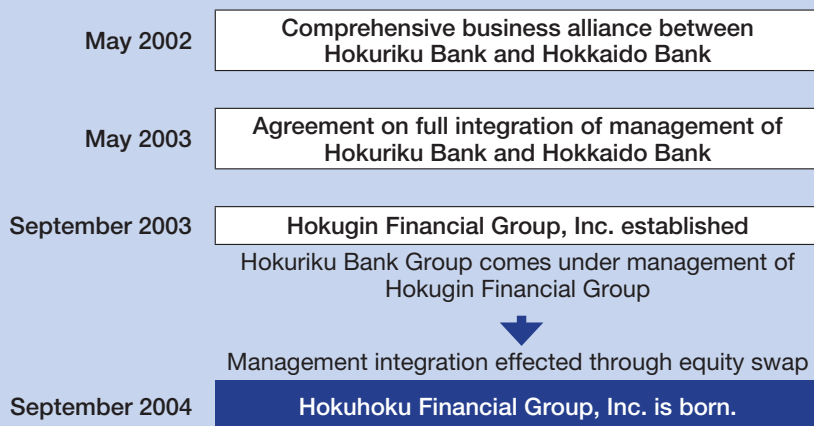 May 2002
Comprehensive business alliance between
Hokuriku Bank and Hokkaido Bank
May 2003
Agreement on full integration of management of
Hokuriku Bank and Hokkaido Bank
September 2003
Hokugin Financial Group, Inc. established
Hokuriku Bank Group comes under management of
Hokugin Financial Group
Management integration effected through equity swap
September 2004
Hokuhoku Financial Group, Inc. is born.